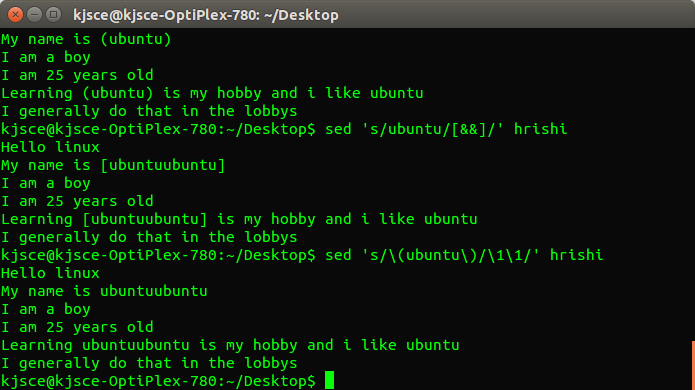 kjsce@kjsce-OptiPlex-780: ~/Desktop
My name is (ubuntu)
I am a boy
I am 25 years old
Learning (ubuntu) is my hobby and i like ubuntu
I generally do that in the lobbys
kjsce@kjsce-OptiPlex-780:~/Desktop$ sed 's/ubuntu/[&&]/' hrishi
Hello linux
My name is [ubuntuubuntu]
I am a boy
I am 25 years old
Learning [ubuntuubuntu] is my hobby and i like ubuntu
I generally do that in the lobbys
kjsce@kjsce-OptiPlex-780:~/Desktop$ sed 's/\(ubuntu\)/\1\1/' hrishi
Hello linux
My name is ubuntuubuntu
I am a boy
I am 25 years old
Learning ubuntuubuntu is my hobby and i like ubuntu
I generally do that in the lobbys
kjsce@kjsce-OptiPlex-780:~/Desktop$